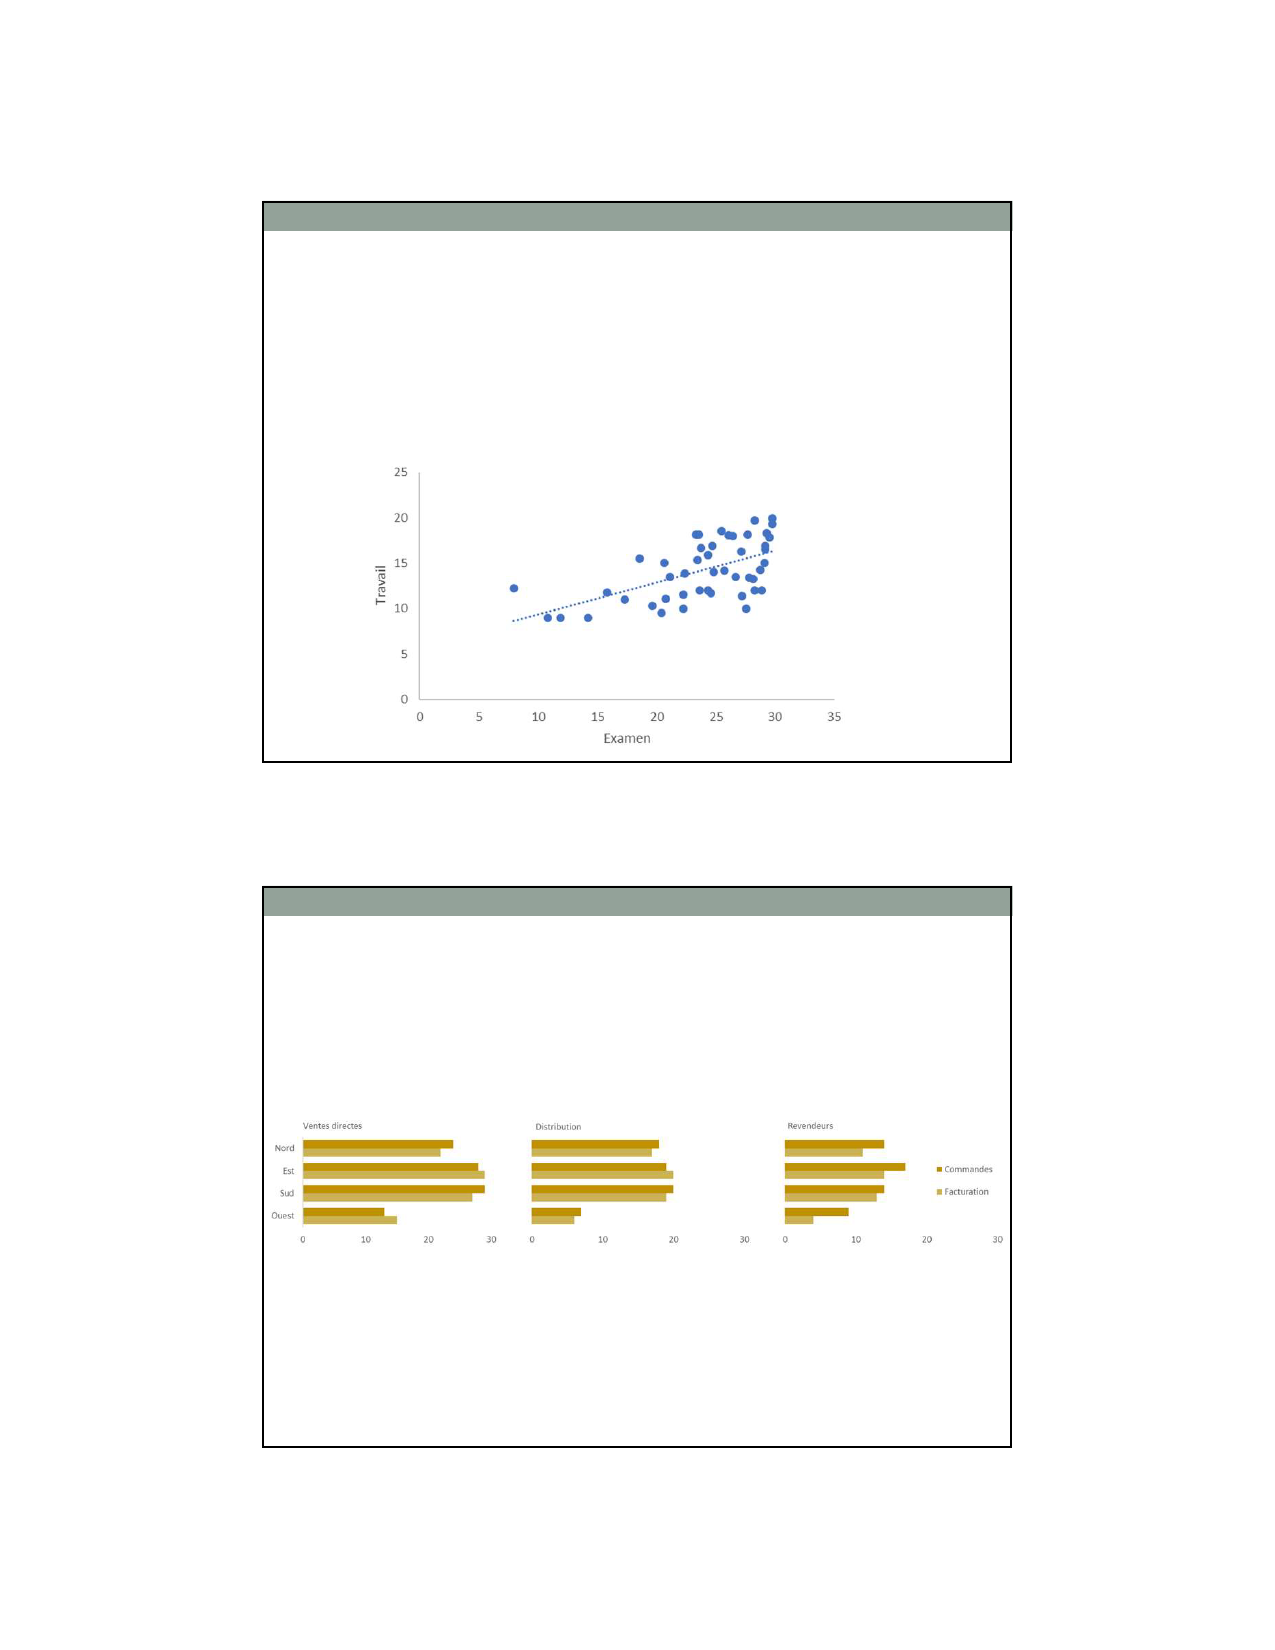 25
20
15
10
5
0
Travail
0 5 10 15 20 25 30 35
Examen
Ventes directes Distribution Revendeurs
Nord
Est
Sud
Ouest
Commandes
Facturation
0 10 20 30 0 10 20 30 0 10 20 30